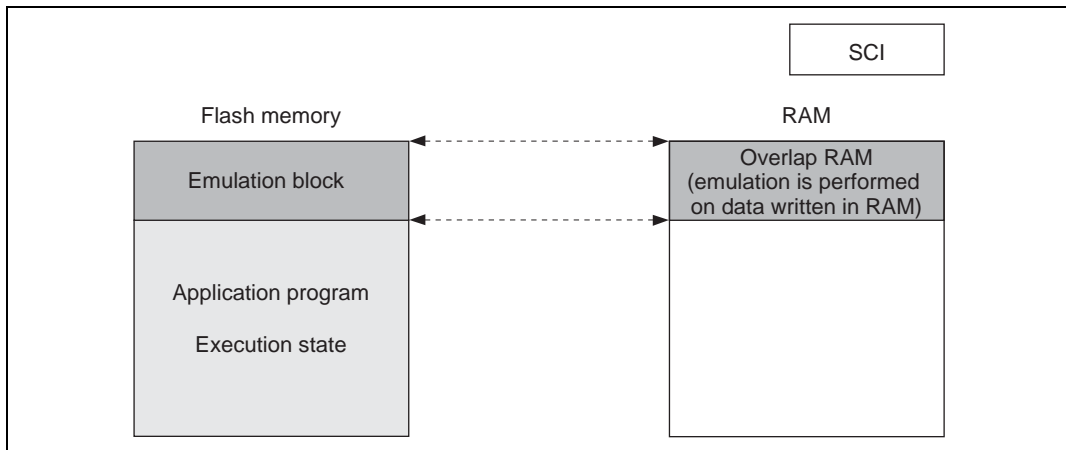 SCI
Flash memory
RAM
Emulation block
Overlap RAM
(emulation is performed
on data written in RAM)
Application program
Execution state